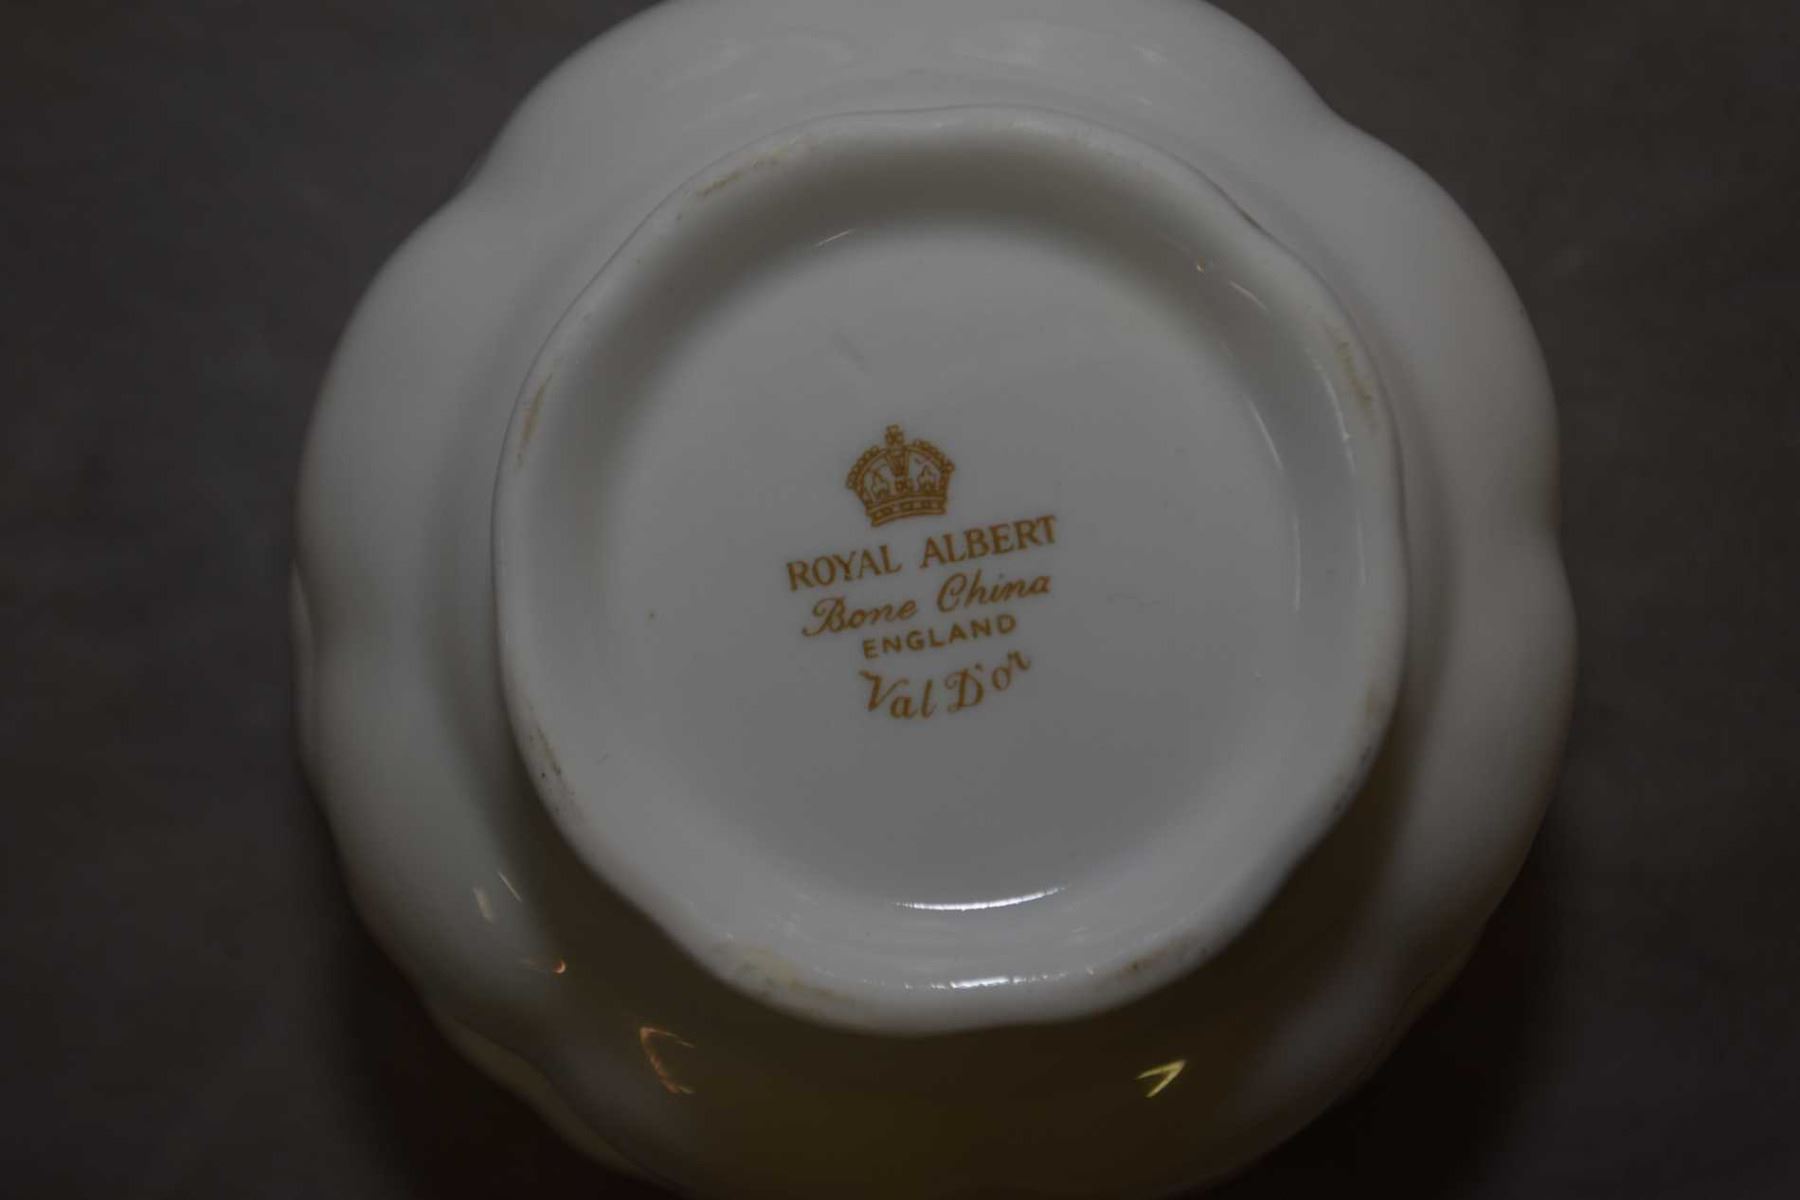 ROYAL ALBERT
Bone China
ENGLAND
Val D'or